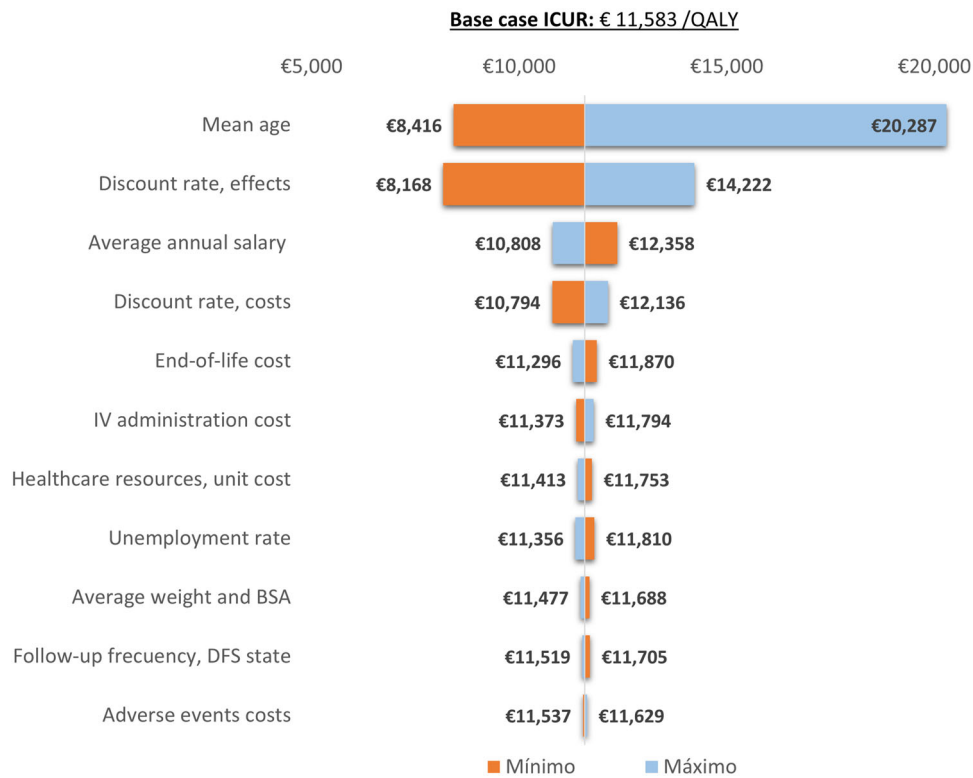 Base case ICUR: € 11,583 /QALY
€5,000 €10,000 €15,000 €20,000
Mean age €8,416 €20,287
Discount rate, effects €8,168 €14,222
Average annual salary €10,808 €12,358
Discount rate, costs €10,794 €12,136
End-of-life cost €11,296 €11,870
IV administration cost €11,373 €11,794
Healthcare resources, unit cost €11,413 €11,753
Unemployment rate €11,356 €11,810
Average weight and BSA €11,477 €11,688
Follow-up frecuency, DFS state €11,519 €11,705
Adverse events costs €11,537 €11,629
Mínimo Máximo